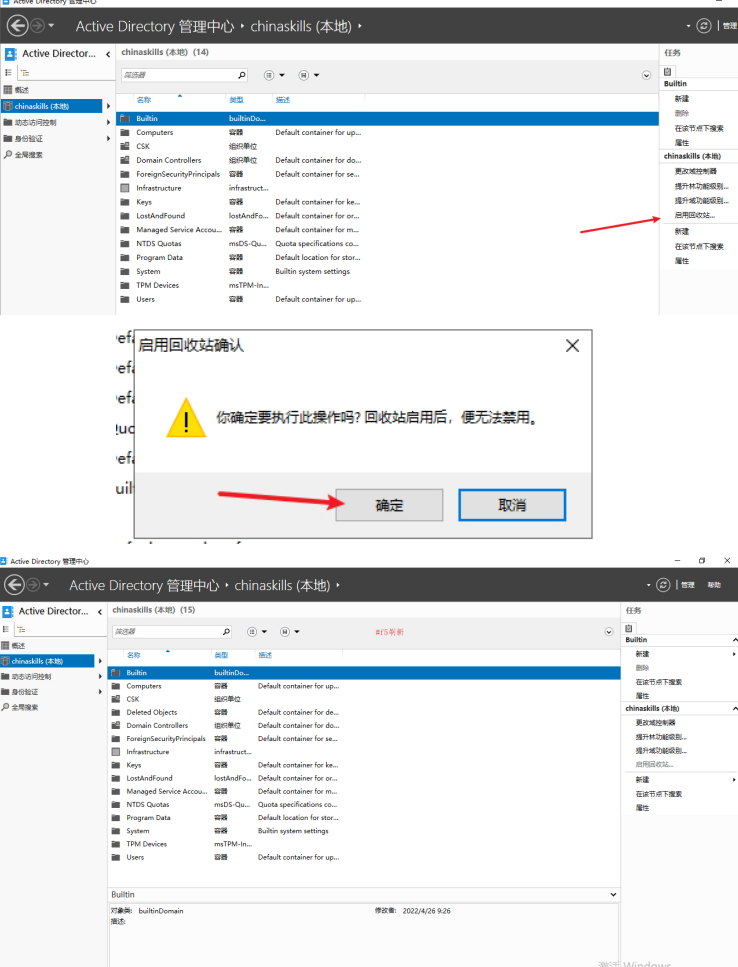 Active Directory 管理中心
Active Directory 管理中心 · chinaskills (本地) ·
管理
Active Director...
chinaskills (本地) (14)
任务
筛选器
概述
chinaskills (本地)
动态访问控制
身份验证
全局搜索
名称 类型 描述
Builtin builtinDo...
Computers 容器 Default container for up...
CSK 组织单位
Domain Controllers 组织单位 Default container for do...
ForeignSecurityPrincipals 容器 Default container for se...
Infrastructure infrastruct...
Keys 容器 Default container for ke...
LostAndFound lostAndFo... Default container for or...
Managed Service Accou... 容器 Default container for m...
NTDS Quotas msDS-Qu... Quota specifications co...
Program Data 容器 Default location for stor...
System 容器 Builtin system settings
TPM Devices msTPM-In...
Users 容器 Default container for up...
Builtin
新建
删除
在该节点下搜索
属性
chinaskills (本地)
更改域控制器
提升林功能级别...
提升域功能级别...
启用回收站...
新建
在该节点下搜索
属性
启用回收站确认
你确定要执行此操作吗? 回收站启用后，便无法禁用。
确定
取消
Active Directory 管理中心
Active Directory 管理中心 · chinaskills (本地) ·
管理 帮助
Active Director...
chinaskills (本地) (15)
任务
筛选器
#f5刷新
概述
chinaskills (本地)
动态访问控制
身份验证
全局搜索
名称 类型 描述
Builtin builtinDo...
Computers 容器 Default container for up...
CSK 组织单位
Deleted Objects 容器 Default container for de...
Domain Controllers 组织单位 Default container for do...
ForeignSecurityPrincipals 容器 Default container for se...
Infrastructure infrastruct...
Keys 容器 Default container for ke...
LostAndFound lostAndFo... Default container for or...
Managed Service Accou... 容器 Default container for m...
NTDS Quotas msDS-Qu... Quota specifications co...
Program Data 容器 Default location for stor...
System 容器 Builtin system settings
TPM Devices msTPM-In...
Users 容器 Default container for up...
Builtin
新建
删除
在该节点下搜索
属性
chinaskills (本地)
更改域控制器
提升林功能级别...
提升域功能级别...
启用回收站...
新建
在该节点下搜索
属性
Builtin
对象类: builtinDomain 修改者: 2022/4/26 9:26
描述:
激活 Windows